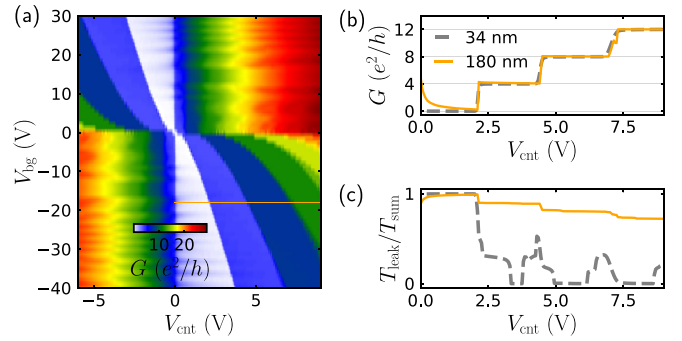 (a)
30
20
10
0
−10
−20
−30
−40
V_bg (V)
10 20
G (e²/h)
−5 0 5
V_cnt (V)
(b)
12
8
4
0
G (e²/h)
34 nm
180 nm
0.0 2.5 5.0 7.5
V_cnt (V)
(c)
1
0
T_leak/T_sum
0.0 2.5 5.0 7.5
V_cnt (V)